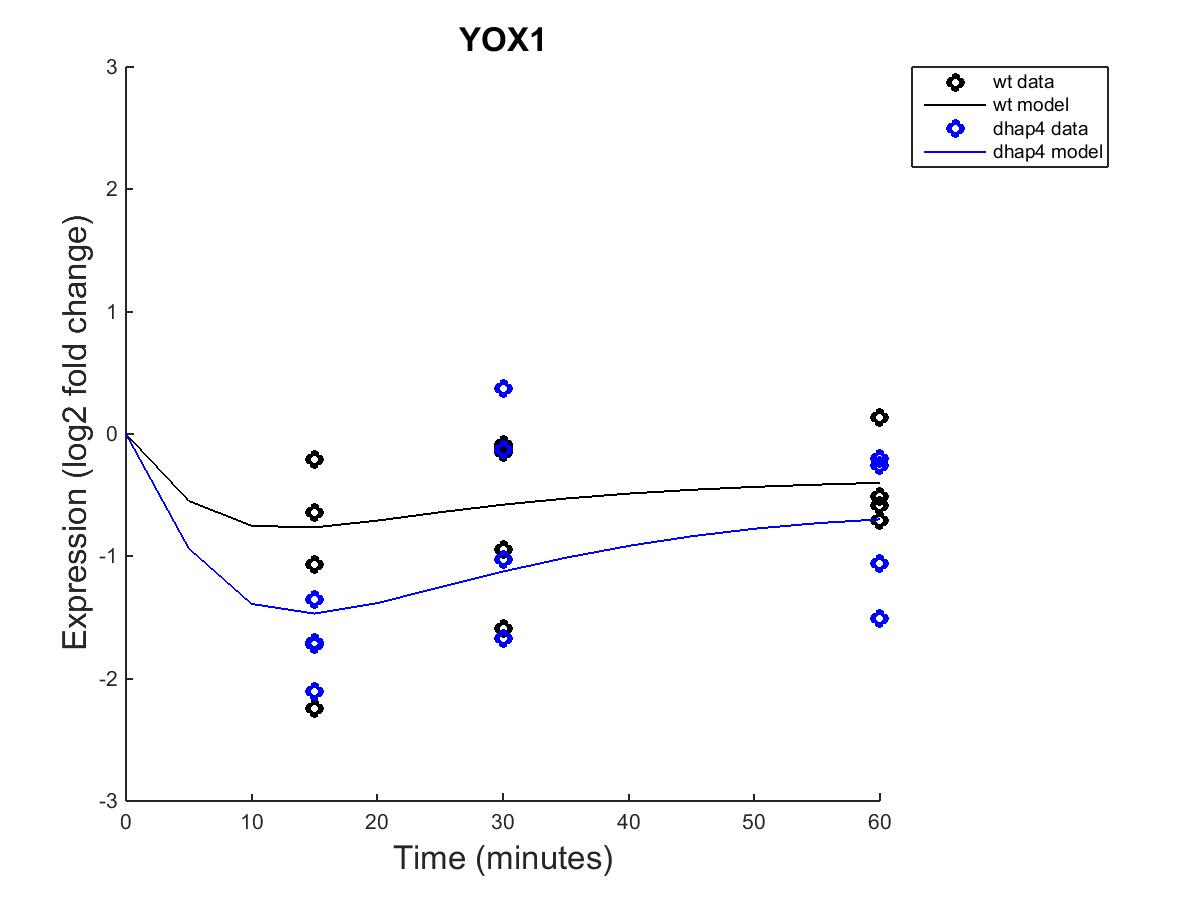 YOX1
3
2
1
0
-1
-2
-3
Expression (log2 fold change)
0 10 20 30 40 50 60
Time (minutes)
wt data
wt model
dhap4 data
dhap4 model